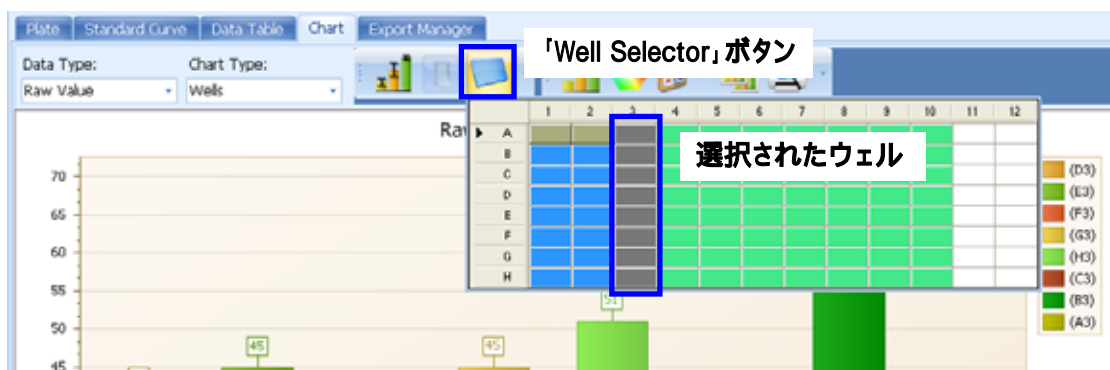 Plate Standard Curve Data Table Chart Export Manager
「Well Selector」ボタン
Data Type: Chart Type:
Raw Value Wells
1 2 3 4 5 6 7 8 9 10 11 12
A
B
C
D
E
F
G
H
選択されたウェル
70
65
60
55
50
45
51
45
45
(D3)
(E3)
(F3)
(G3)
(H3)
(C3)
(B3)
(A3)